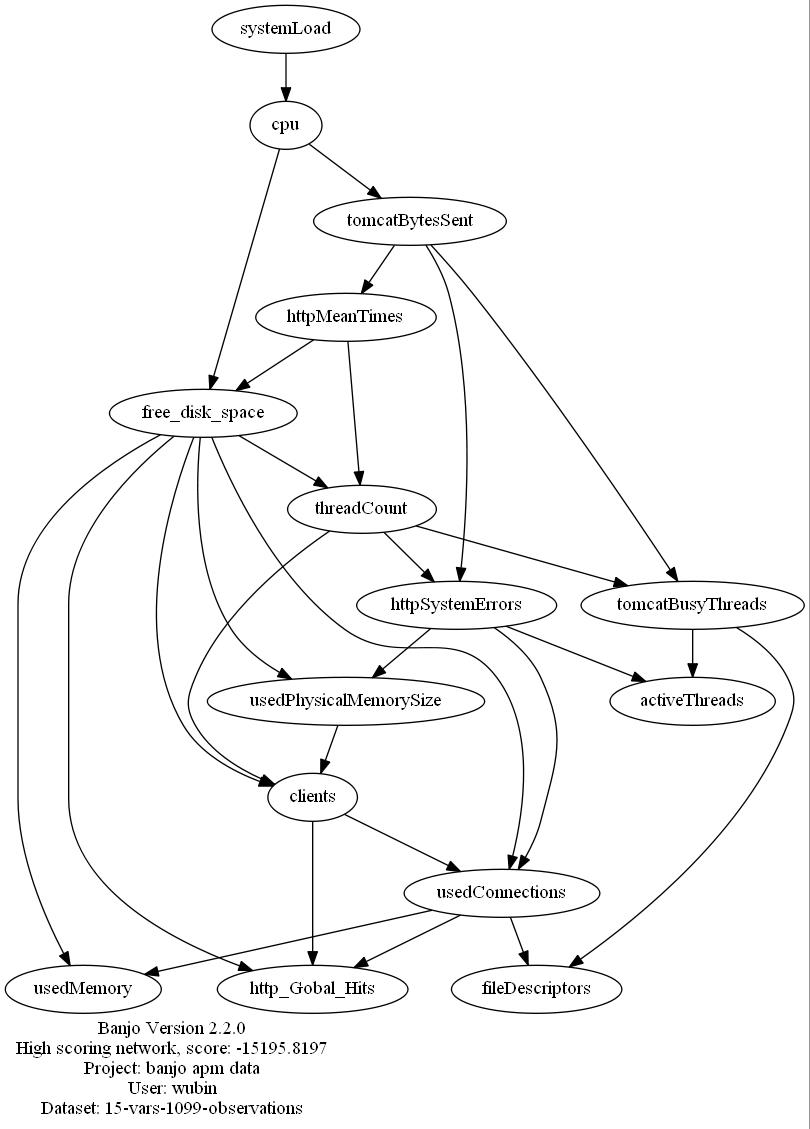 systemLoad
cpu
tomcatBytesSent
httpMeanTimes
free_disk_space
threadCount
httpSystemErrors
tomcatBusyThreads
usedPhysicalMemorySize
activeThreads
clients
usedConnections
usedMemory
http_Gobal_Hits
fileDescriptors
Banjo Version 2.2.0
High scoring network, score: -15195.8197
Project: banjo apm data
User: wubin
Dataset: 15-vars-1099-observations